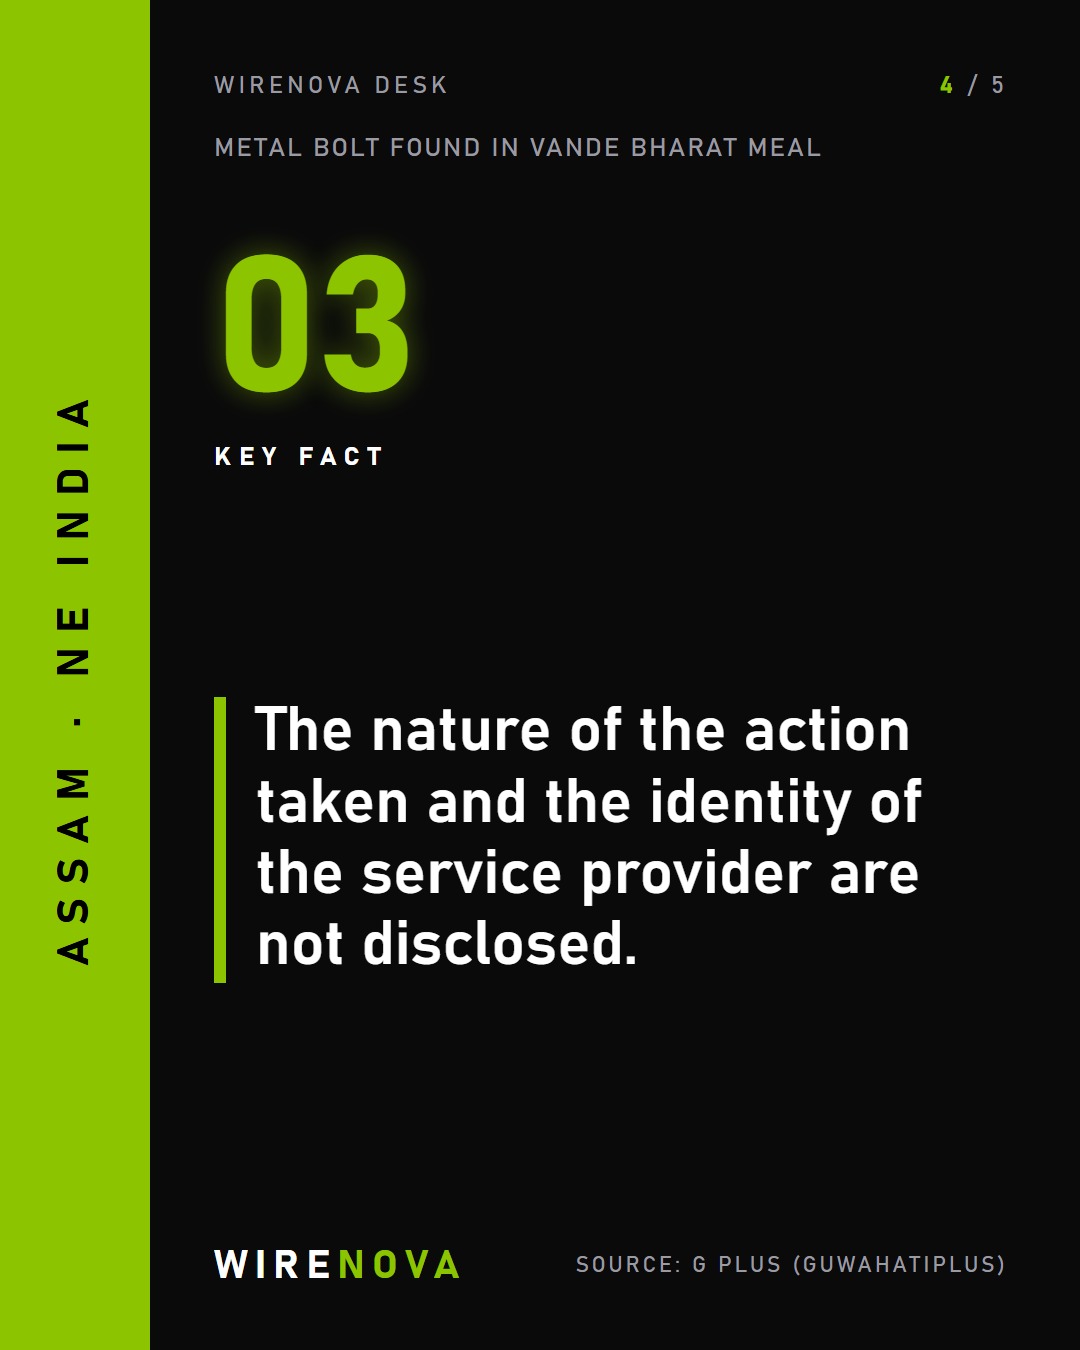 WIRENOVA DESK
4 / 5
METAL BOLT FOUND IN VANDE BHARAT MEAL
03
KEY FACT
ASSAM · NE INDIA
The nature of the action
taken and the identity of
the service provider are
not disclosed.
WIRENOVA
SOURCE: G PLUS (GUWAHATIPLUS)